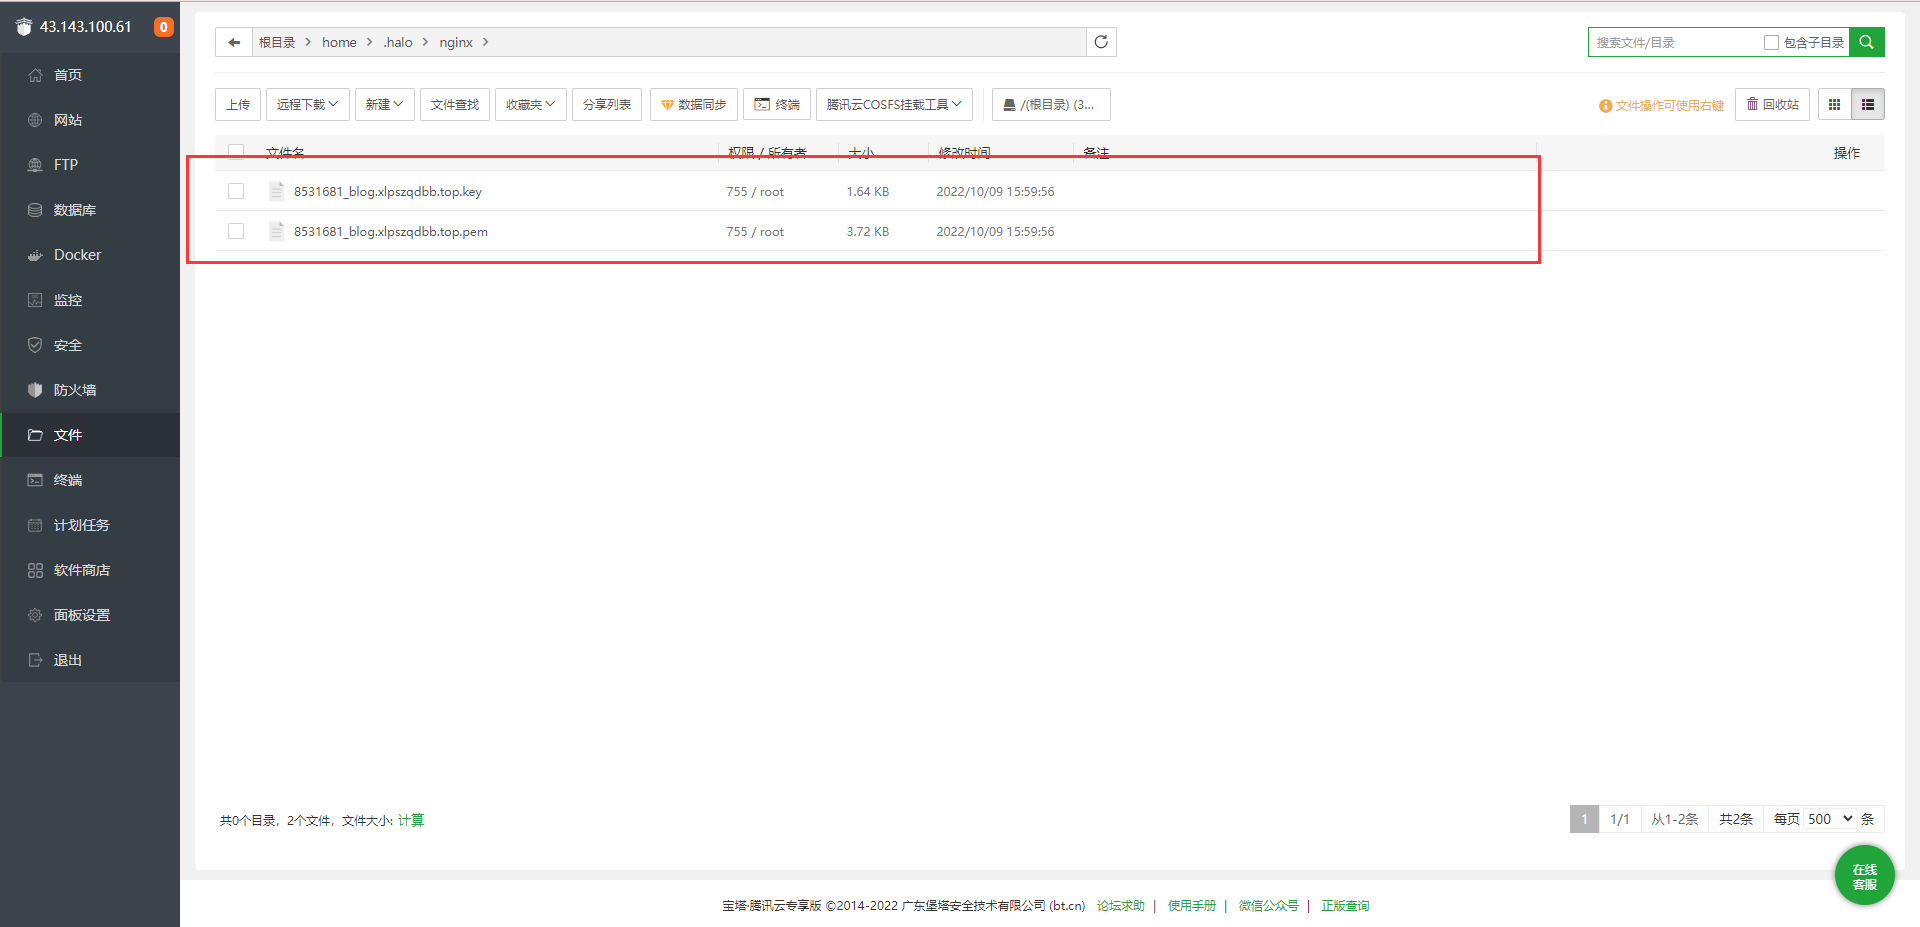 43.143.100.61 0
首页
网站
FTP
数据库
Docker
监控
安全
防火墙
文件
终端
计划任务
软件商店
面板设置
退出
根目录 home .halo nginx
搜索文件/目录 包含子目录
上传 远程下载 新建 文件查找 收藏夹 分享列表 数据同步 终端 腾讯云COSFS挂载工具 /(根目录) (3...
文件操作可使用右键 回收站
文件名 权限 / 所有者 大小 修改时间 备注 操作
8531681_blog.xlpszqdbb.top.key 755 / root 1.64 KB 2022/10/09 15:59:56
8531681_blog.xlpszqdbb.top.pem 755 / root 3.72 KB 2022/10/09 15:59:56
共0个目录，2个文件，文件大小: 计算
1 1/1 从1-2条 共2条 每页 500 条
在线
客服
宝塔·腾讯云专享版 ©2014-2022 广东堡塔安全技术有限公司 (bt.cn) 论坛求助 | 使用手册 | 微信公众号 | 正版查询